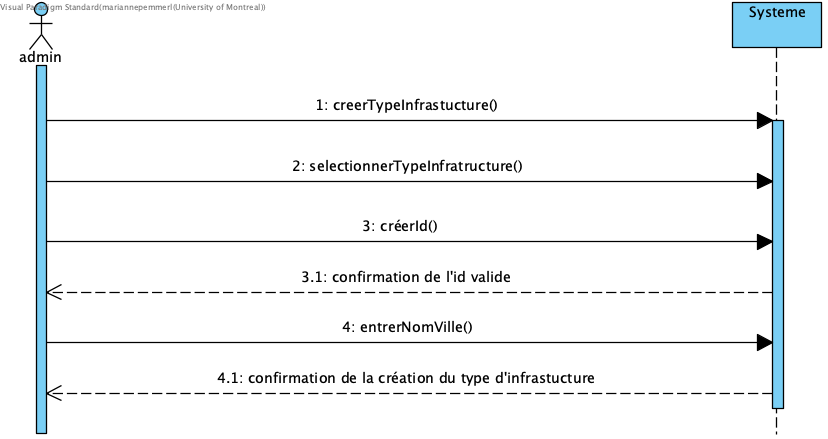 Visual Paradigm Standard(mariannepemmerl(University of Montreal))
Systeme
admin
1: creerTypeInfrastucture()
2: selectionnerTypeInfratructure()
3: créerId()
3.1: confirmation de l'id valide
4: entrerNomVille()
4.1: confirmation de la création du type d'infrastucture